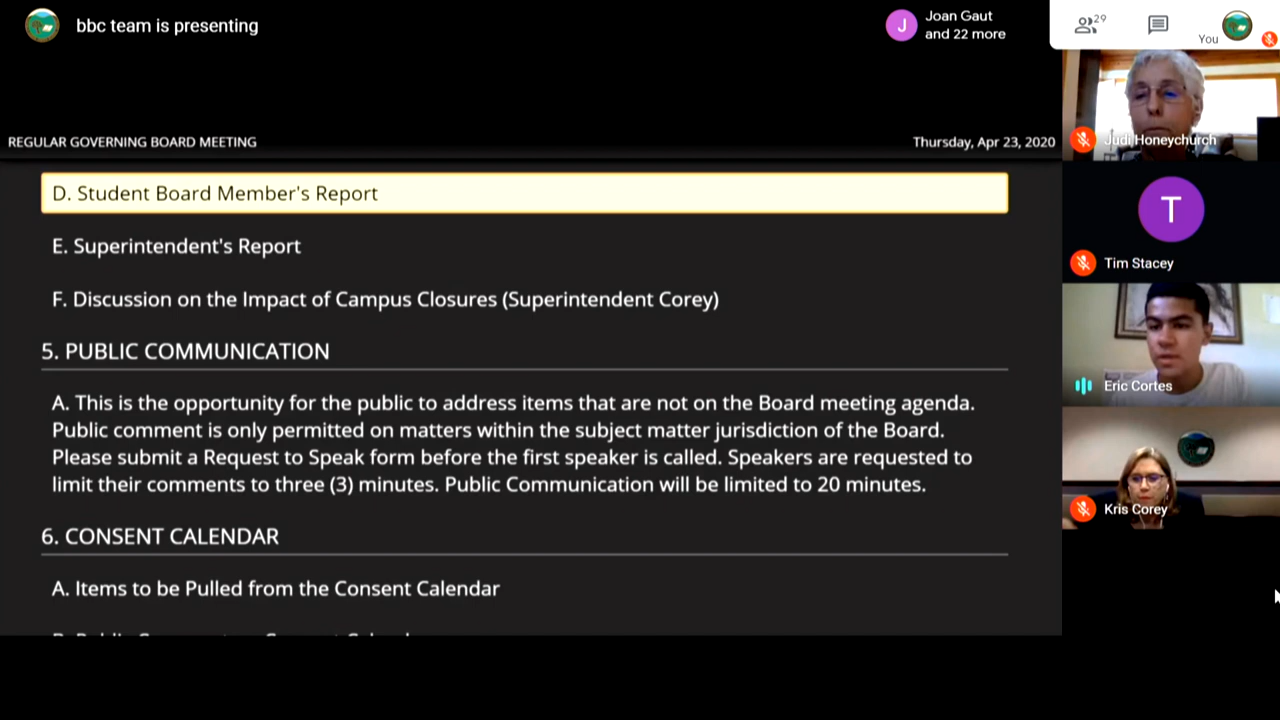 bbc team is presenting
J
Joan Gaut
and 22 more
29
You
REGULAR GOVERNING BOARD MEETING
Thursday, Apr 23, 2020
D. Student Board Member's Report
E. Superintendent's Report
F. Discussion on the Impact of Campus Closures (Superintendent Corey)
5. PUBLIC COMMUNICATION
A. This is the opportunity for the public to address items that are not on the Board meeting agenda.
Public comment is only permitted on matters within the subject matter jurisdiction of the Board.
Please submit a Request to Speak form before the first speaker is called. Speakers are requested to
limit their comments to three (3) minutes. Public Communication will be limited to 20 minutes.
6. CONSENT CALENDAR
A. Items to be Pulled from the Consent Calendar
Judi Honeychurch
T
Tim Stacey
Eric Cortes
Kris Corey